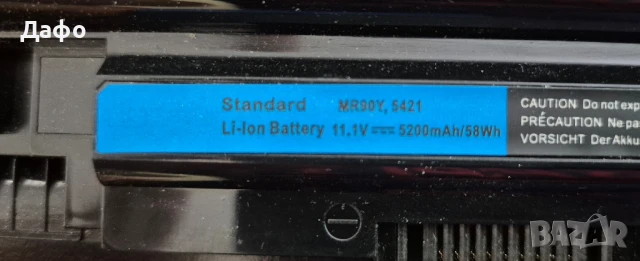 Дафо
Standard MR90Y, 5421
Li-Ion Battery 11.1V 5200mAh/58Wh
CAUTION Do not exp
PRÉCAUTION Ne pa
VORSICHT Der Akku
BAZAR